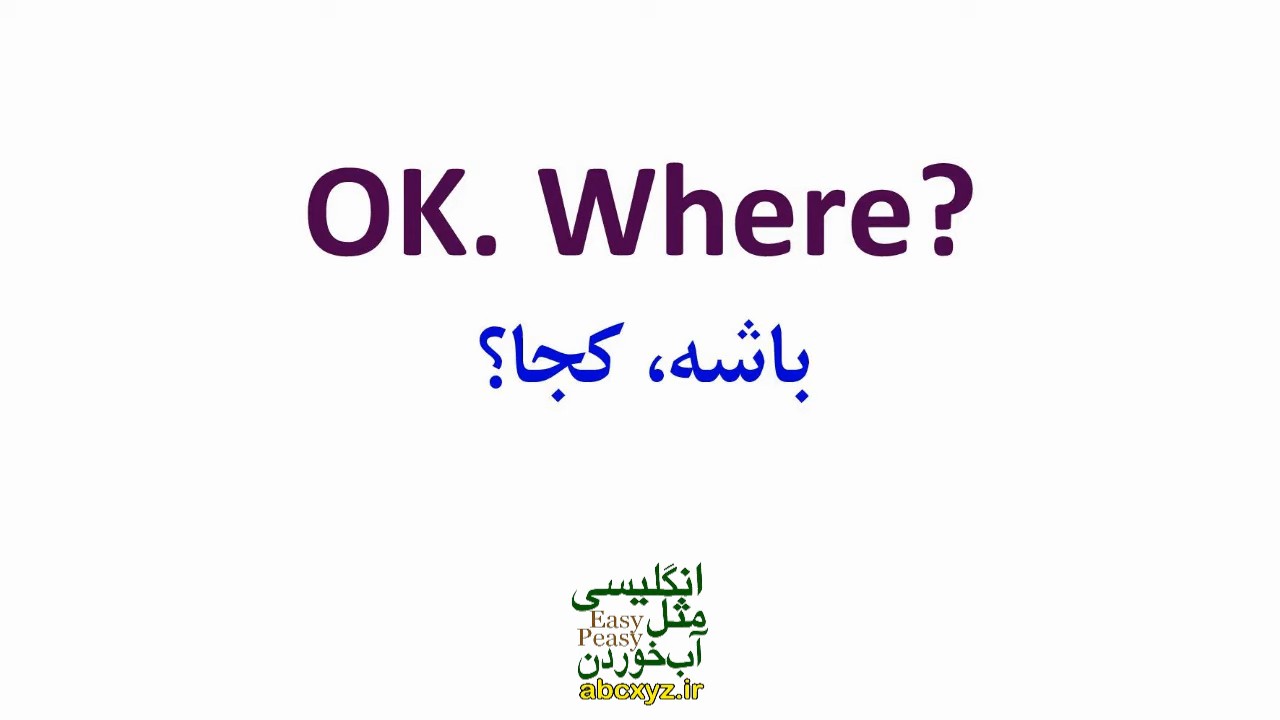 OK. Where?
باشه، کجا؟
انگلیسی
مثل
Easy
Peasy
آب‌خوردن
abcxyz.ir